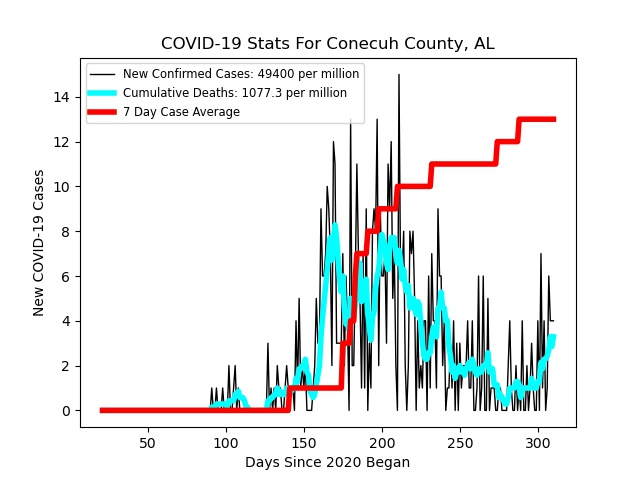 COVID-19 Stats For Conecuh County, AL
New Confirmed Cases: 49400 per million
Cumulative Deaths: 1077.3 per million
7 Day Case Average
New COVID-19 Cases
14
12
10
8
6
4
2
0
50 100 150 200 250 300
Days Since 2020 Began